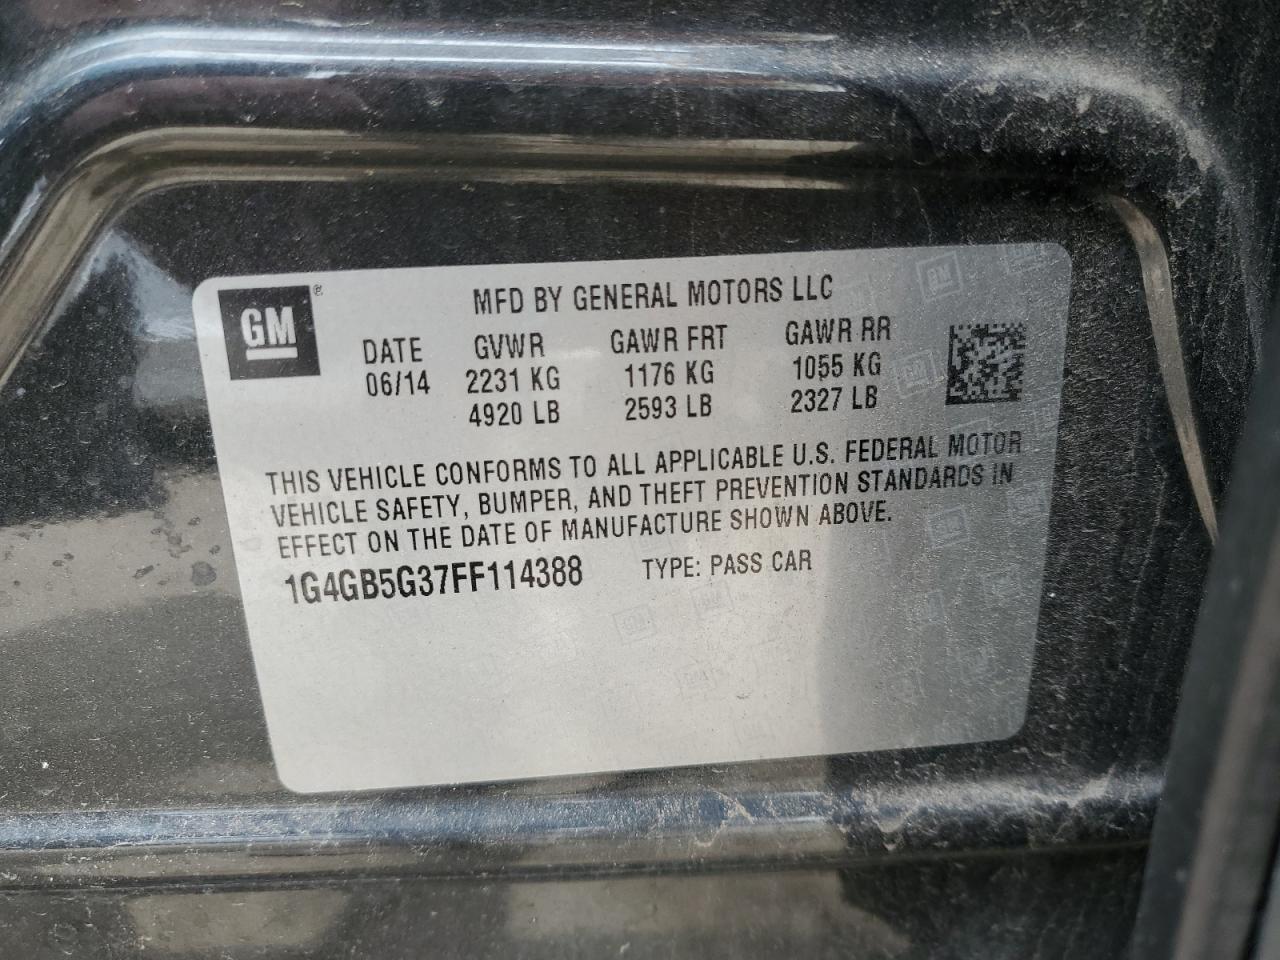 GM®
MFD BY GENERAL MOTORS LLC
DATE GVWR GAWR FRT GAWR RR
06/14 2231 KG 1176 KG 1055 KG
4920 LB 2593 LB 2327 LB
THIS VEHICLE CONFORMS TO ALL APPLICABLE U.S. FEDERAL MOTOR
VEHICLE SAFETY, BUMPER, AND THEFT PREVENTION STANDARDS IN
EFFECT ON THE DATE OF MANUFACTURE SHOWN ABOVE.
1G4GB5G37FF114388 TYPE: PASS CAR